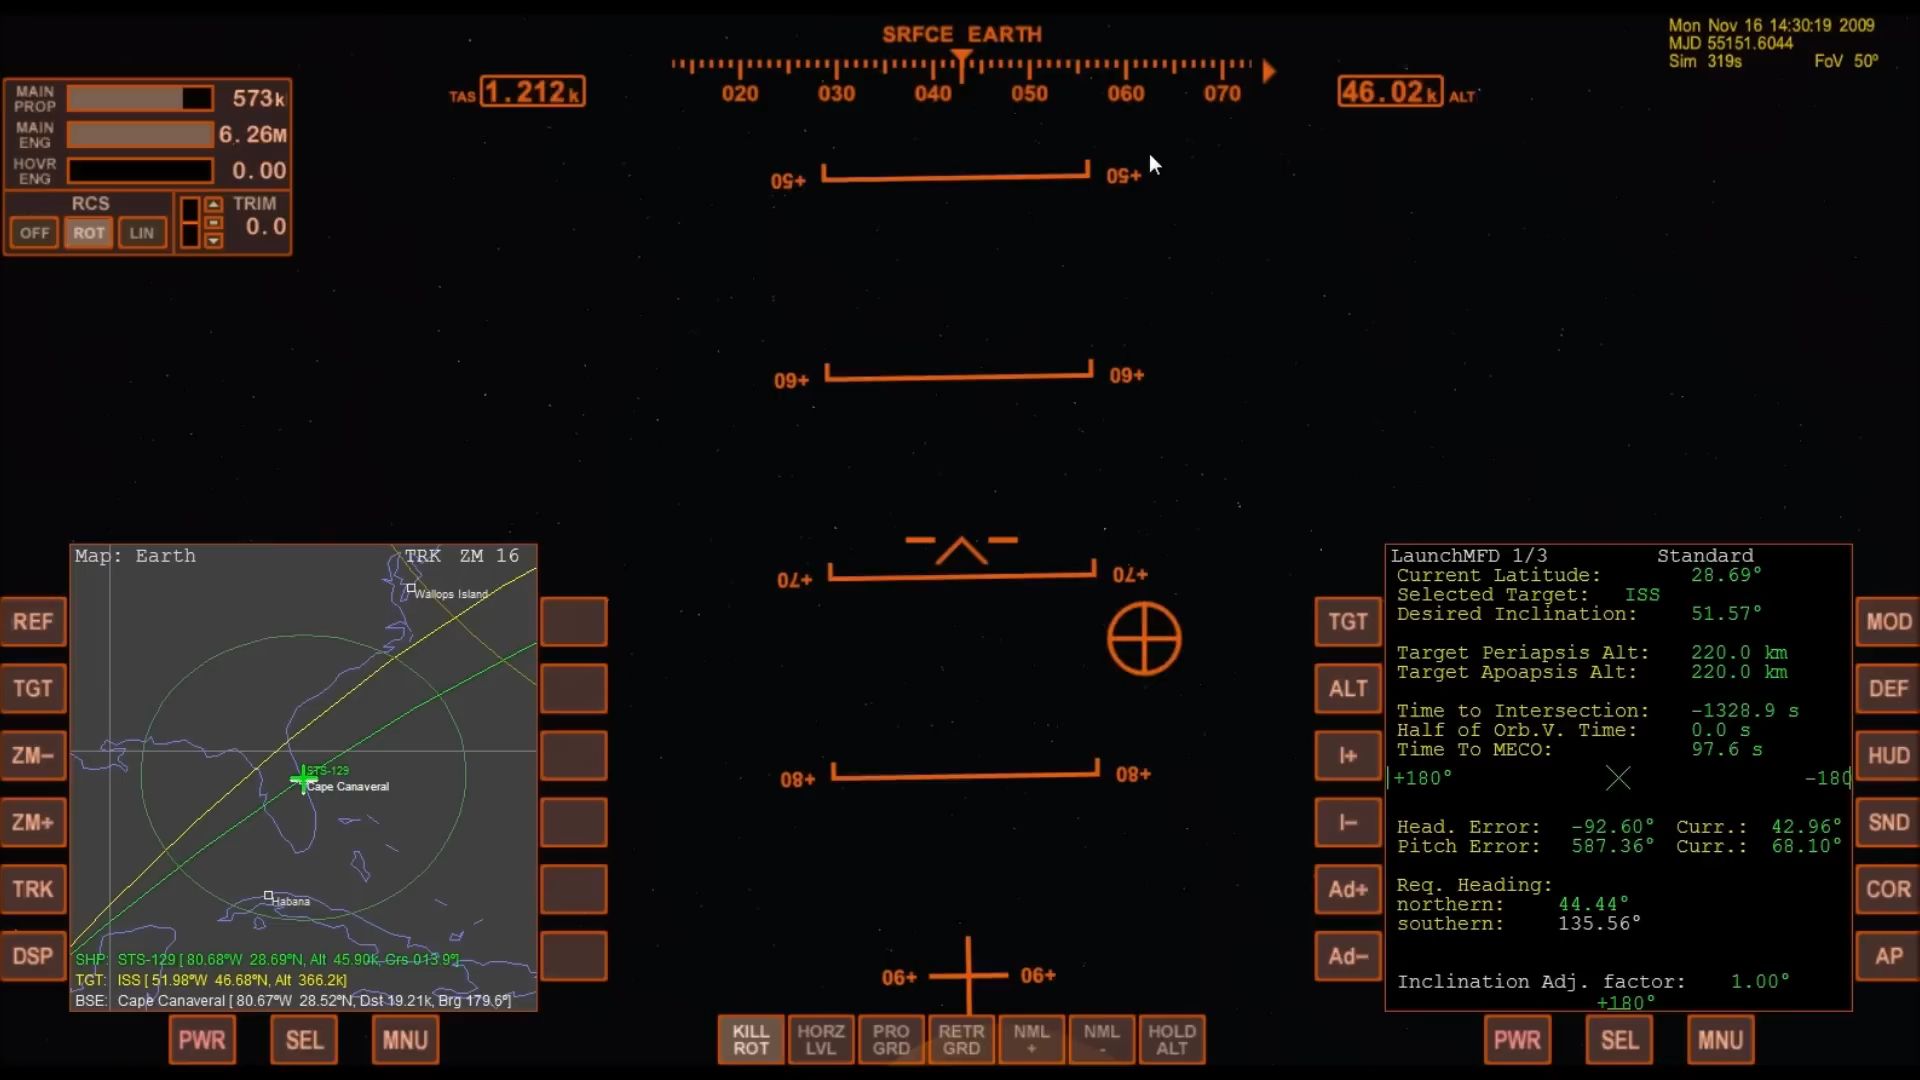 SRFCE EARTH
020 030 040 050 060 070
TAS 1.212k
46.02k ALT
Mon Nov 16 14:30:19 2009
MJD 55151.6044
Sim 319s FoV 50°
MAIN PROP 573k
MAIN ENG 6.26M
HOVR ENG 0.00
RCS TRIM
OFF ROT LIN 0.0
50+ 50+
60+ 60+
70+ 70+
80+ 80+
90+ 90+
Map: Earth TRK ZM 16
Wallops Island
STS-129
Cape Canaveral
Habana
SHP: STS-129 [ 80.68°W 28.69°N, Alt 45.90k, Crs 013.9°]
TGT: ISS [ 51.98°W 46.68°N, Alt 366.2k]
BSE: Cape Canaveral [ 80.67°W 28.52°N, Dst 19.21k, Brg 179.6°]
REF
TGT
ZM-
ZM+
TRK
DSP
PWR SEL MNU
KILL ROT
HORZ LVL
PRO GRD
RETR GRD
NML +
NML -
HOLD ALT
LaunchMFD 1/3 Standard
Current Latitude: 28.69°
Selected Target: ISS
Desired Inclination: 51.57°
Target Periapsis Alt: 220.0 km
Target Apoapsis Alt: 220.0 km
Time to Intersection: -1328.9 s
Half of Orb.V. Time: 0.0 s
Time To MECO: 97.6 s
+180° -180
Head. Error: -92.60° Curr.: 42.96°
Pitch Error: 587.36° Curr.: 68.10°
Req. Heading:
northern: 44.44°
southern: 135.56°
Inclination Adj. factor: 1.00°
+180°
TGT
ALT
I+
I-
Ad+
Ad-
MOD
DEF
HUD
SND
COR
AP
PWR SEL MNU